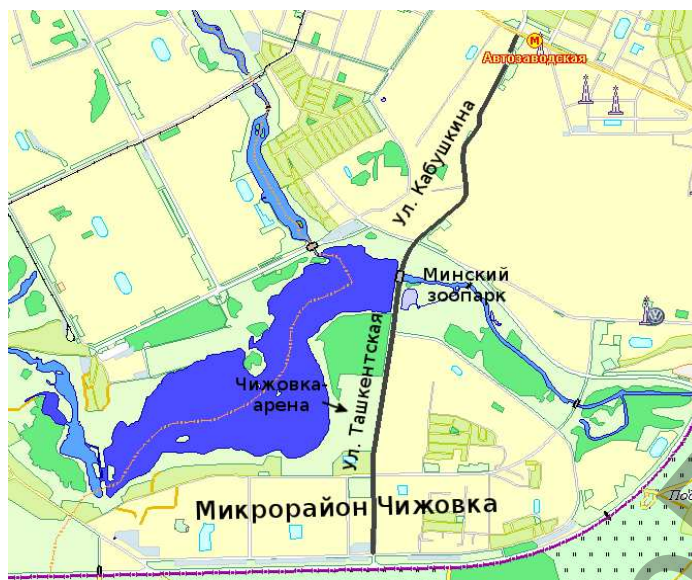 М
Автозаводская
Ул. Кабушкина
Минский
зоопарк
Ул. Ташкентская
Чижовка-
арена
Микрорайон Чижовка